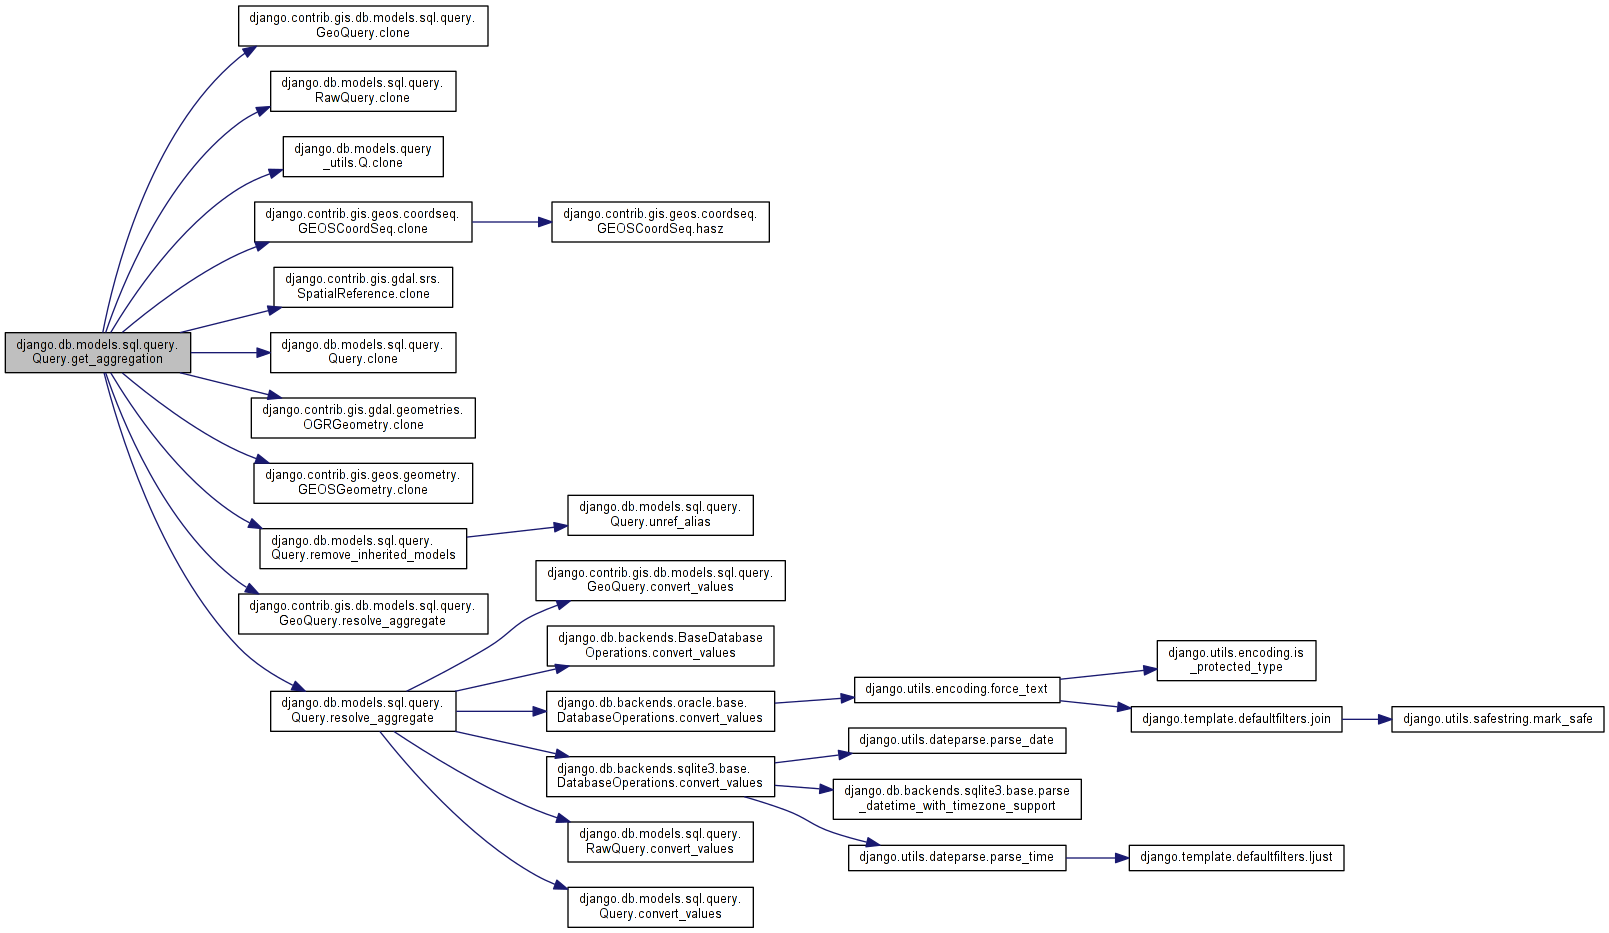 django.contrib.gis.db.models.sql.query.
GeoQuery.clone
django.db.models.sql.query.
RawQuery.clone
django.db.models.query
_utils.Q.clone
django.contrib.gis.geos.coordseq.
GEOSCoordSeq.clone
django.contrib.gis.geos.coordseq.
GEOSCoordSeq.hasz
django.contrib.gis.gdal.srs.
SpatialReference.clone
django.db.models.sql.query.
Query.get_aggregation
django.db.models.sql.query.
Query.clone
django.contrib.gis.gdal.geometries.
OGRGeometry.clone
django.contrib.gis.geos.geometry.
GEOSGeometry.clone
django.db.models.sql.query.
Query.remove_inherited_models
django.db.models.sql.query.
Query.unref_alias
django.contrib.gis.db.models.sql.query.
GeoQuery.resolve_aggregate
django.db.models.sql.query.
Query.resolve_aggregate
django.contrib.gis.db.models.sql.query.
GeoQuery.convert_values
django.db.backends.BaseDatabase
Operations.convert_values
django.db.backends.oracle.base.
DatabaseOperations.convert_values
django.db.backends.sqlite3.base.
DatabaseOperations.convert_values
django.db.models.sql.query.
RawQuery.convert_values
django.db.models.sql.query.
Query.convert_values
django.utils.encoding.force_text
django.utils.dateparse.parse_date
django.db.backends.sqlite3.base.parse
_datetime_with_timezone_support
django.utils.dateparse.parse_time
django.utils.encoding.is
_protected_type
django.template.defaultfilters.join
django.utils.safestring.mark_safe
django.template.defaultfilters.ljust